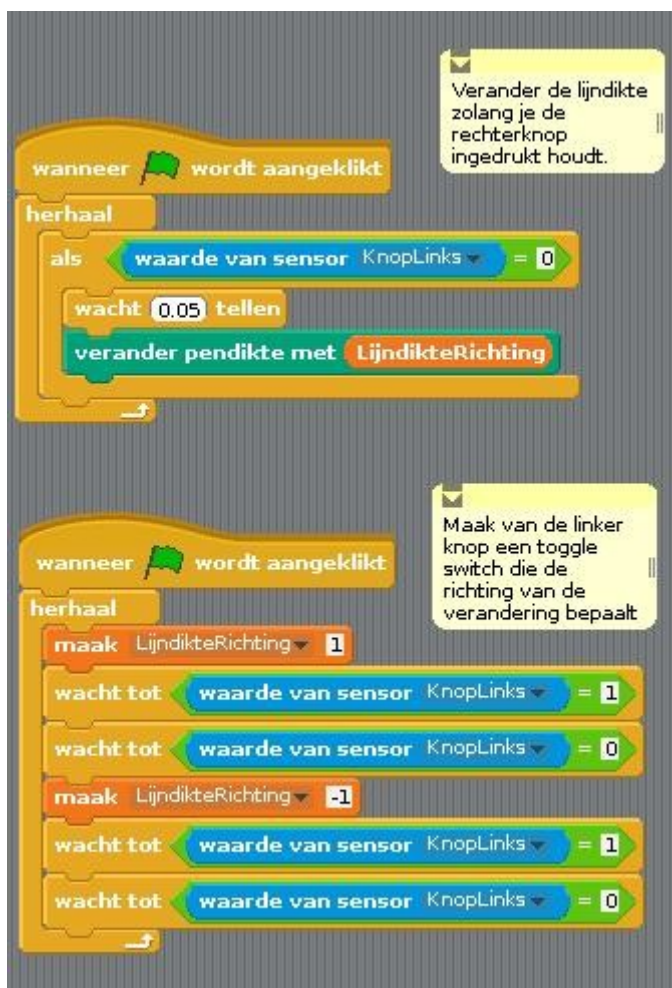 Verander de lijndikte
zolang je de
rechterknop
ingedrukt houdt.
wanneer wordt aangeklikt
herhaal
als waarde van sensor KnopLinks = 0
wacht 0.05 tellen
verander pendikte met LijndikteRichting
Maak van de linker
knop een toggle
switch die de
richting van de
verandering bepaalt
wanneer wordt aangeklikt
herhaal
maak LijndikteRichting 1
wacht tot waarde van sensor KnopLinks = 1
wacht tot waarde van sensor KnopLinks = 0
maak LijndikteRichting -1
wacht tot waarde van sensor KnopLinks = 1
wacht tot waarde van sensor KnopLinks = 0